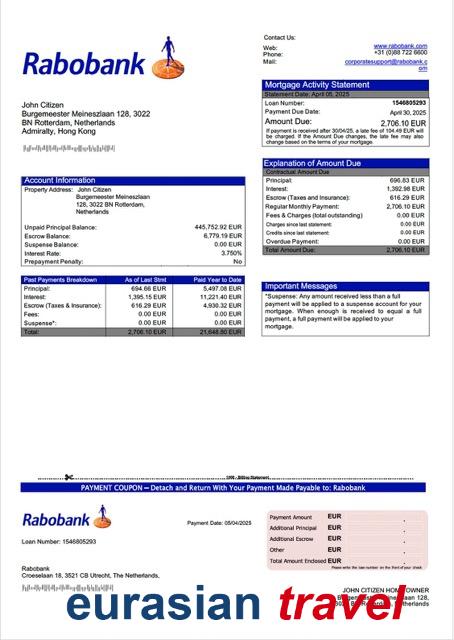 Rabobank
Contact Us:
Web: www.rabobank.com
Phone: +31 (0)88 722 6600
Mail: corporatesupport@rabobank.c
om
Mortgage Activity Statement
Statement Date: April 05, 2025
Loan Number: 1546805293
Payment Due Date: April 30, 2025
Amount Due: 2,706.10 EUR
If payment is received after 30/04/25, a late fee of 104.49 EUR will
be charged. If the Amount Due changes, the late fee may also
change based on the terms of your mortgage.
John Citizen
Burgemeester Meineszlaan 128, 3022
BN Rotterdam, Netherlands
Admiralty, Hong Kong
Explanation of Amount Due
Contractual Amount Due
Principal: 696.83 EUR
Interest: 1,392.98 EUR
Escrow (Taxes and Insurance): 616.29 EUR
Regular Monthly Payment: 2,706.10 EUR
Fees & Charges (total outstanding) 0.00 EUR
Charges since last statement: 0.00 EUR
Credits since last statement: 0.00 EUR
Overdue Payment: 0.00 EUR
Total Amount Due: 2,706.10 EUR
Account Information
Property Address: John Citizen
Burgemeester Meineszlaan
128, 3022 BN Rotterdam,
Netherlands
Unpaid Principal Balance: 445,752.92 EUR
Escrow Balance: 6,779.19 EUR
Suspense Balance: 0.00 EUR
Interest Rate: 3.750%
Prepayment Penalty: No
Past Payments Breakdown As of Last Stmt Paid Year to Date
Principal: 694.66 EUR 5,497.08 EUR
Interest: 1,395.15 EUR 11,221.40 EUR
Escrow (Taxes & Insurance): 616.29 EUR 4,930.32 EUR
Fees: 0.00 EUR 0.00 EUR
Suspense*: 0.00 EUR 0.00 EUR
Total: 2,706.10 EUR 21,648.80 EUR
Important Messages
*Suspense: Any amount received less than a full
payment will be applied to a suspense account for your
mortgage. When enough is received to equal a full
payment, a full payment will be applied to your
mortgage.
Billing Statement
PAYMENT COUPON – Detach and Return With Your Payment Made Payable to: Rabobank
Rabobank
Payment Date: 05/04/2025
Loan Number: 1546805293
Payment Amount EUR
Additional Principal EUR
Additional Escrow EUR
Other EUR
Total Amount Enclosed EUR
Please write the loan number on the front of your check
Rabobank
Croeselaan 18, 3521 CB Utrecht, The Netherlands,
JOHN CITIZEN HOMEOWNER
eurasian travel